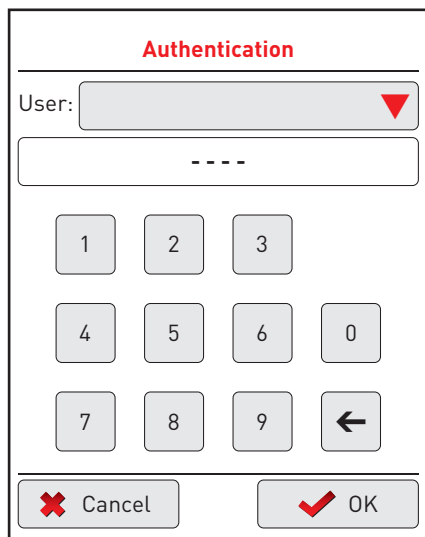 Authentication
User:
----
1 2 3
4 5 6 0
7 8 9
Cancel OK